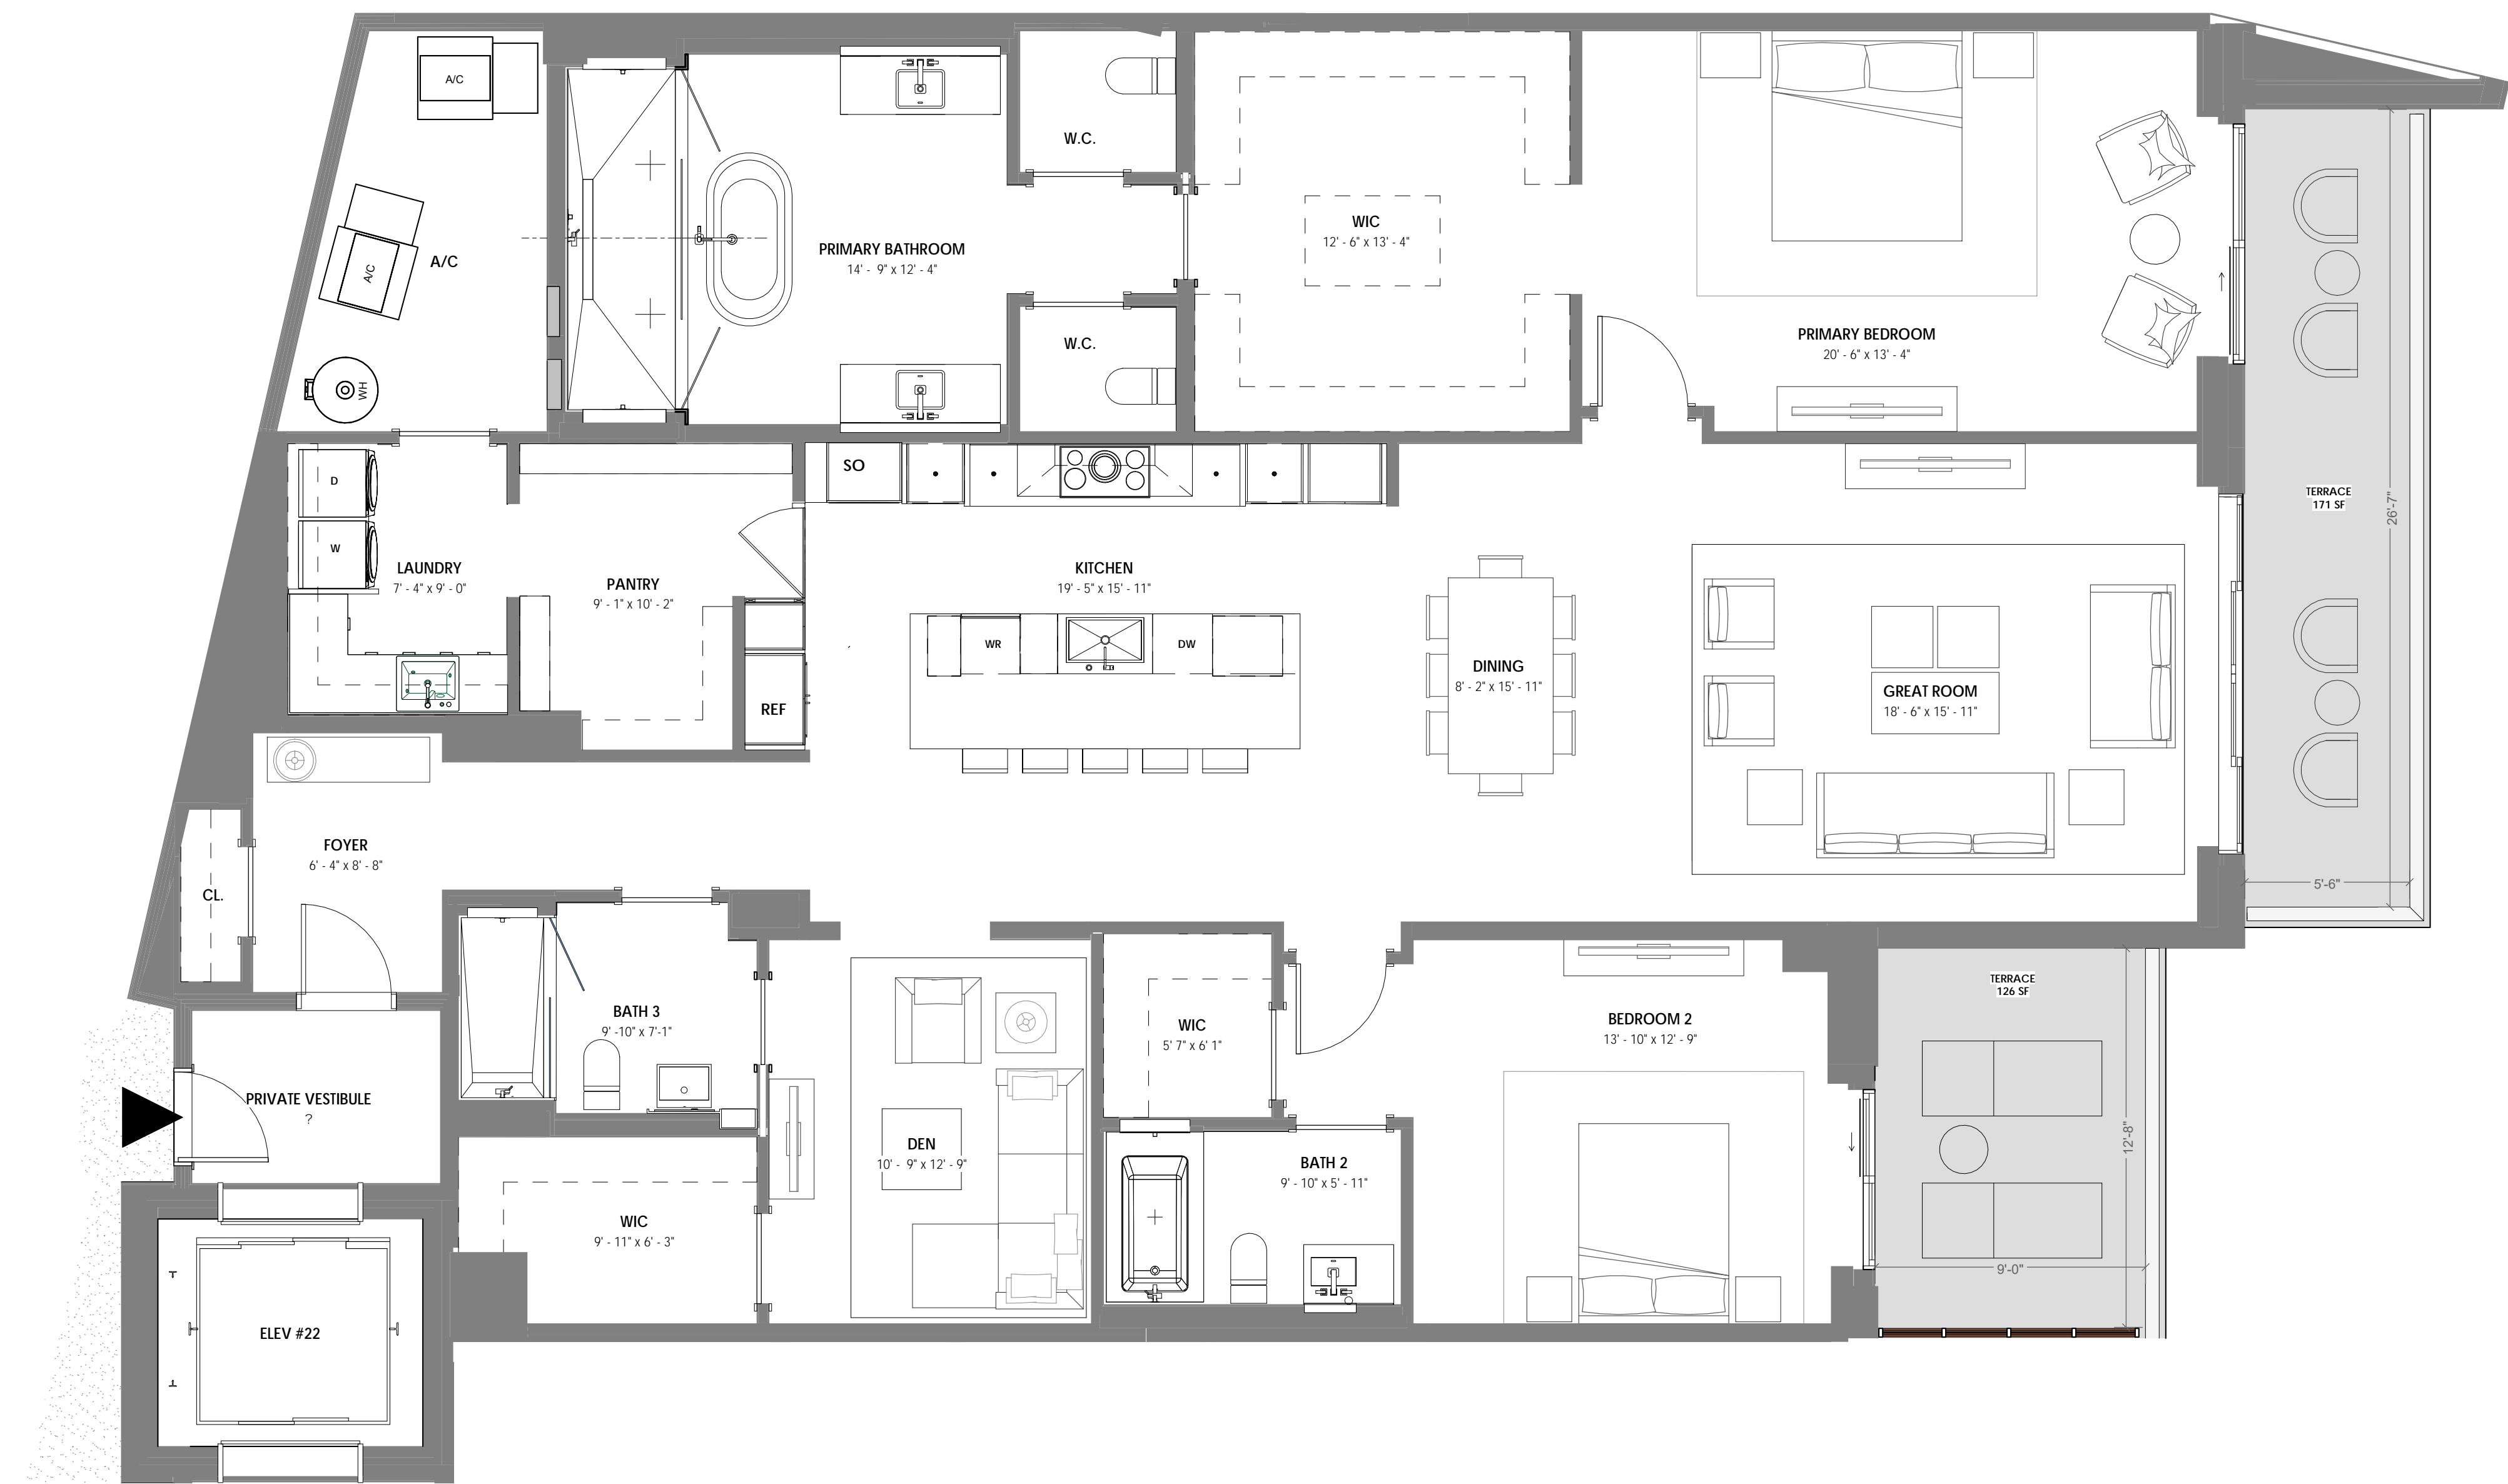 A/C
W.C.
A/C
A/C
WH
PRIMARY BATHROOM
14' - 9" x 12' - 4"
W.C.
WIC
12' - 6" x 13' - 4"
PRIMARY BEDROOM
20' - 6" x 13' - 4"
D
W
LAUNDRY
7' - 4" x 9' - 0"
PANTRY
9' - 1" x 10' - 2"
SO
REF
KITCHEN
19' - 5" x 15' - 11"
WR
DW
DINING
8' - 2" x 15' - 11"
GREAT ROOM
18' - 6" x 15' - 11"
TERRACE
171 SF
26'-7"
5'-6"
FOYER
6' - 4" x 8' - 8"
CL.
BATH 3
9' -10" x 7'-1"
WIC
5' 7" x 6' 1"
BEDROOM 2
13' - 10" x 12' - 9"
TERRACE
126 SF
12'-8"
9'-0"
PRIVATE VESTIBULE
?
DEN
10' - 9" x 12' - 9"
BATH 2
9' - 10" x 5' - 11"
WIC
9' - 11" x 6' - 3"
ELEV #22